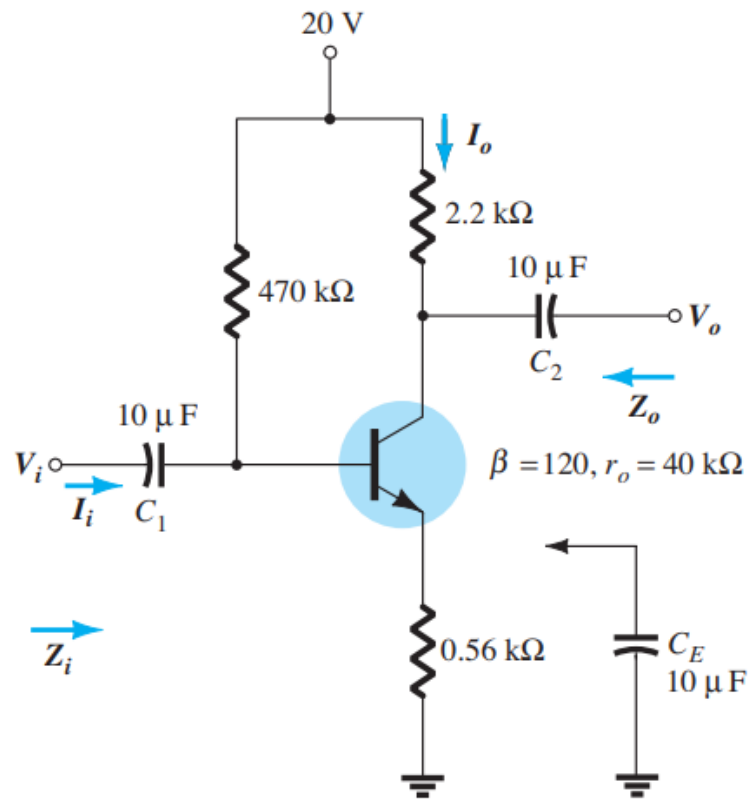 20 V
I_o
2.2 kΩ
10 μF
470 kΩ
V_o
C_2
Z_o
10 μF
V_i
β = 120, r_o = 40 kΩ
I_i
C_1
Z_i
0.56 kΩ
C_E
10 μF